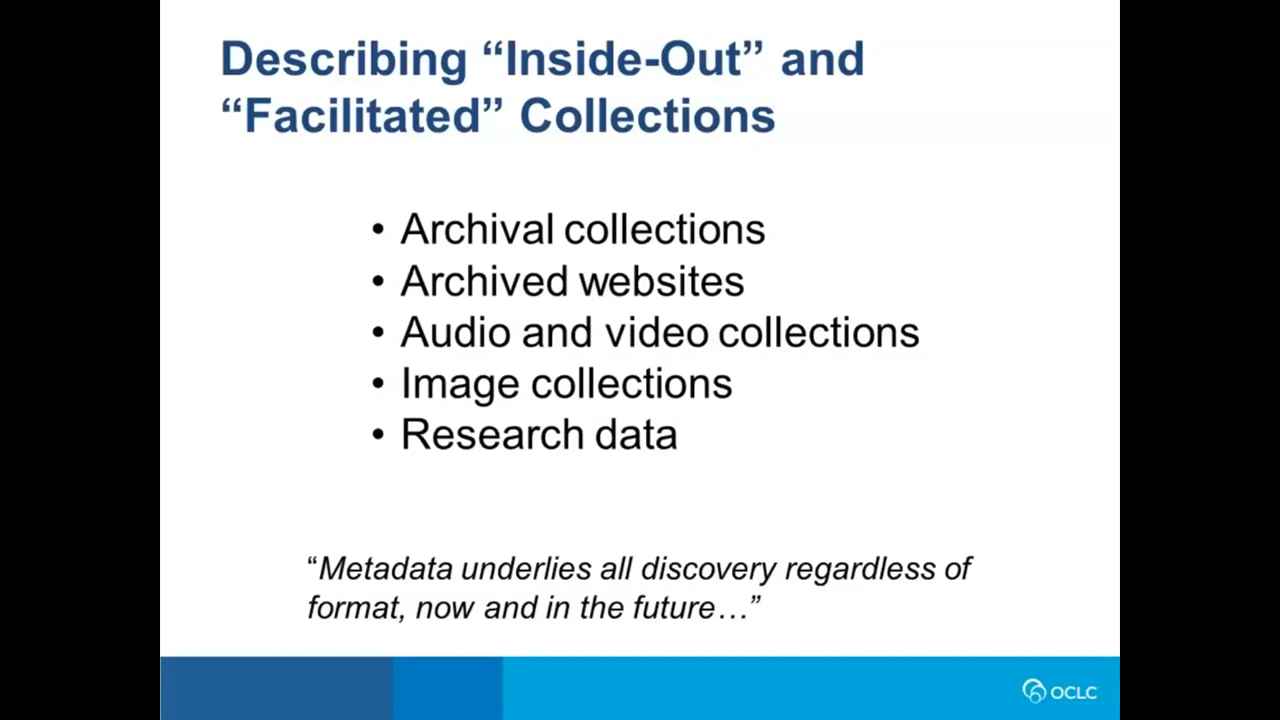 Describing “Inside-Out” and
“Facilitated” Collections
• Archival collections
• Archived websites
• Audio and video collections
• Image collections
• Research data
“Metadata underlies all discovery regardless of
format, now and in the future…”
OCLC